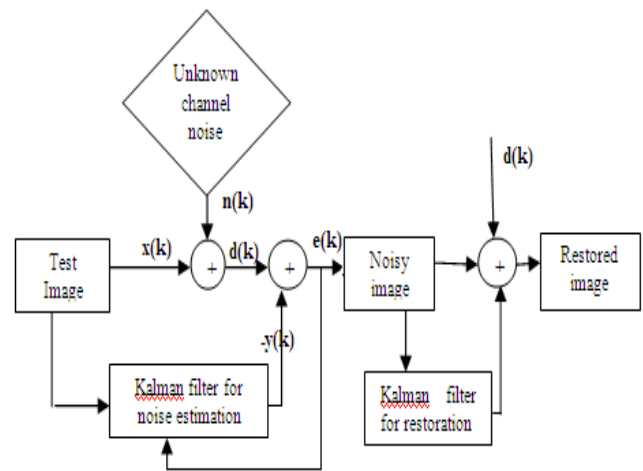 Unknown
channel
noise
n(k)
d(k)
x(k)
d(k)
e(k)
Test
Image
+
+
Noisy
image
+
Restored
image
-y(k)
Kalman filter for
noise estimation
Kalman filter
for restoration